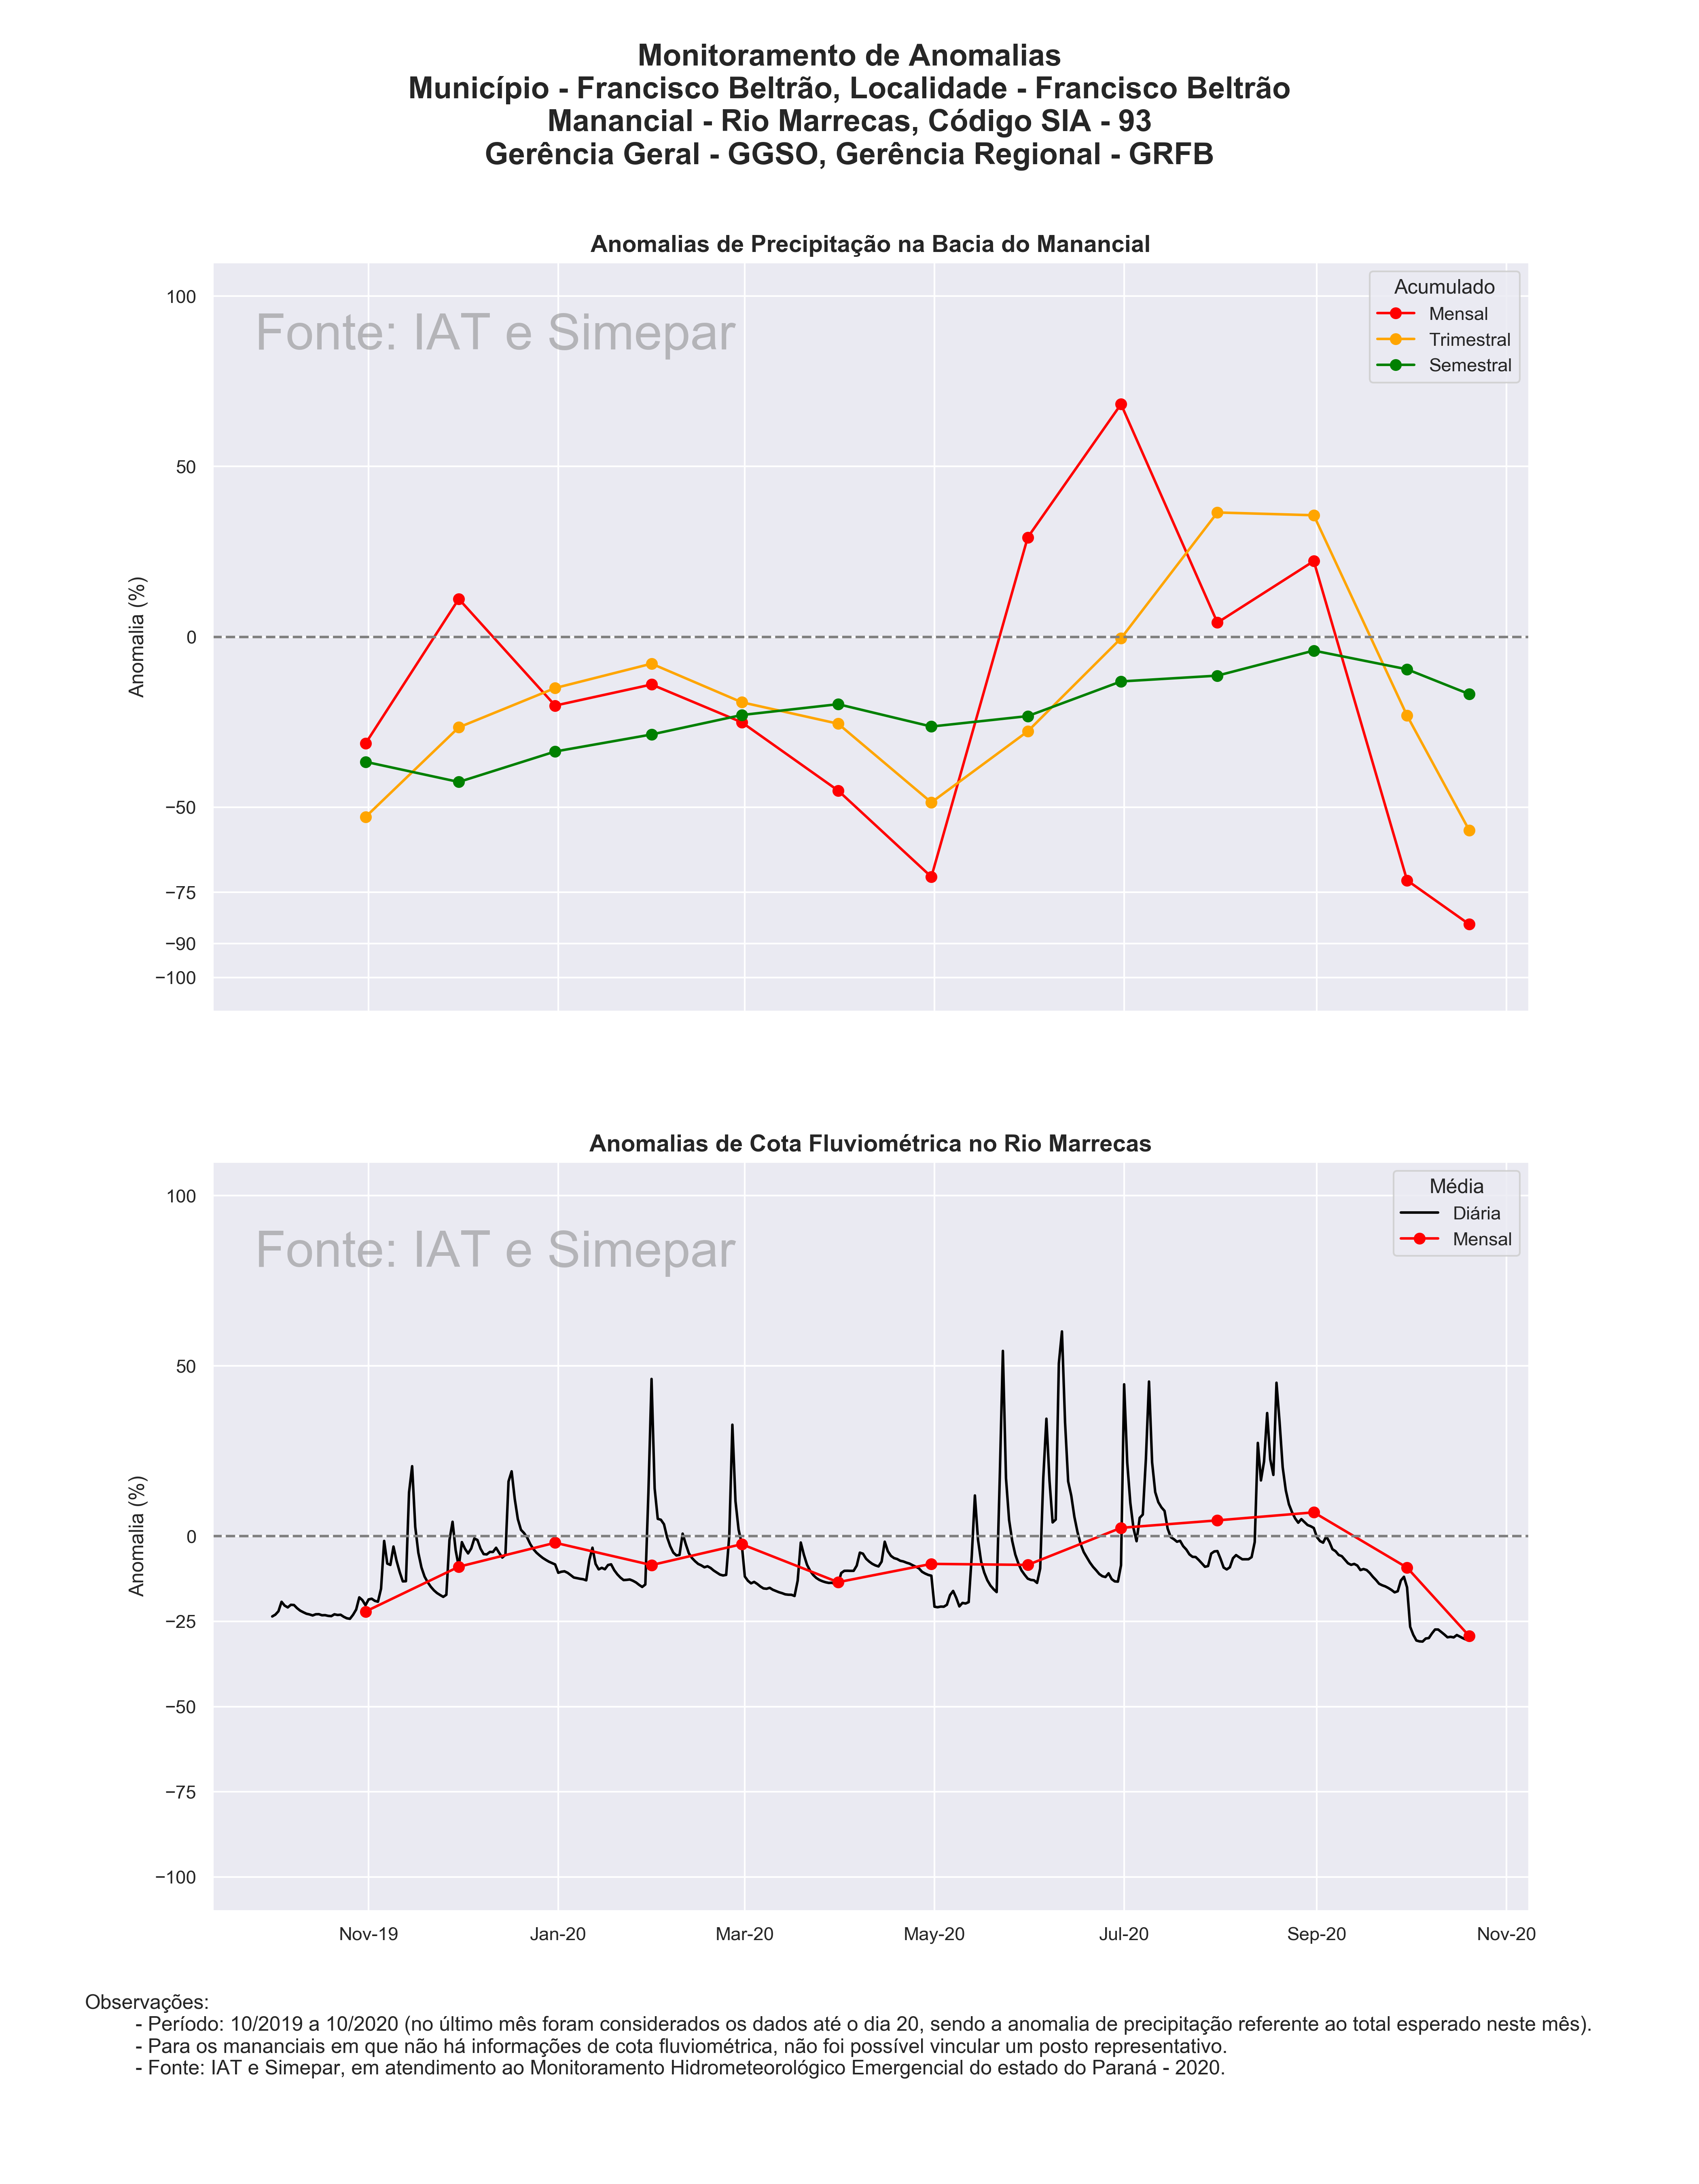 Monitoramento de Anomalias
Município - Francisco Beltrão, Localidade - Francisco Beltrão
Manancial - Rio Marrecas, Código SIA - 93
Gerência Geral - GGSO, Gerência Regional - GRFB
Anomalias de Precipitação na Bacia do Manancial
Fonte: IAT e Simepar
Acumulado
Mensal
Trimestral
Semestral
Anomalia (%)
100
50
0
−50
−75
−90
−100
Anomalias de Cota Fluviométrica no Rio Marrecas
Fonte: IAT e Simepar
Média
Diária
Mensal
Anomalia (%)
100
50
0
−25
−50
−75
−100
Nov-19 Jan-20 Mar-20 May-20 Jul-20 Sep-20 Nov-20
Observações:
- Período: 10/2019 a 10/2020 (no último mês foram considerados os dados até o dia 20, sendo a anomalia de precipitação referente ao total esperado neste mês).
- Para os mananciais em que não há informações de cota fluviométrica, não foi possível vincular um posto representativo.
- Fonte: IAT e Simepar, em atendimento ao Monitoramento Hidrometeorológico Emergencial do estado do Paraná - 2020.